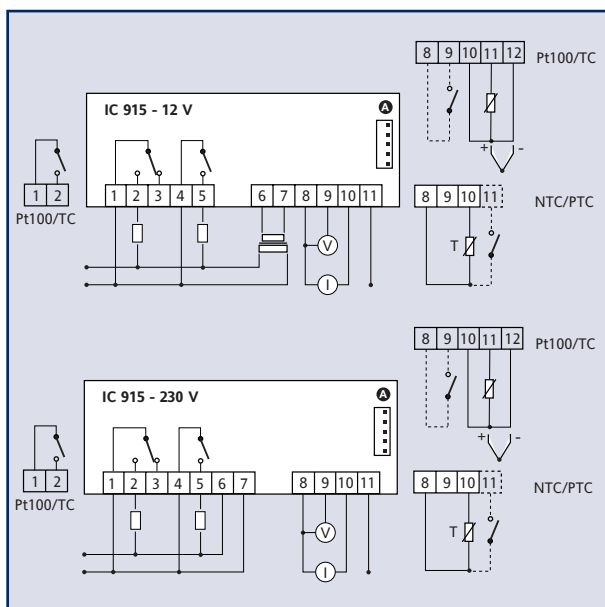 8 9 10 11 12 Pt100/TC
IC 915 - 12 V A
+ -
1 2 1 2 3 4 5 6 7 8 9 10 11 8 9 10 11 NTC/PTC
Pt100/TC
V T
I
8 9 10 11 12 Pt100/TC
IC 915 - 230 V A
+ -
1 2 1 2 3 4 5 6 7 8 9 10 11 8 9 10 11 NTC/PTC
Pt100/TC
V T
I